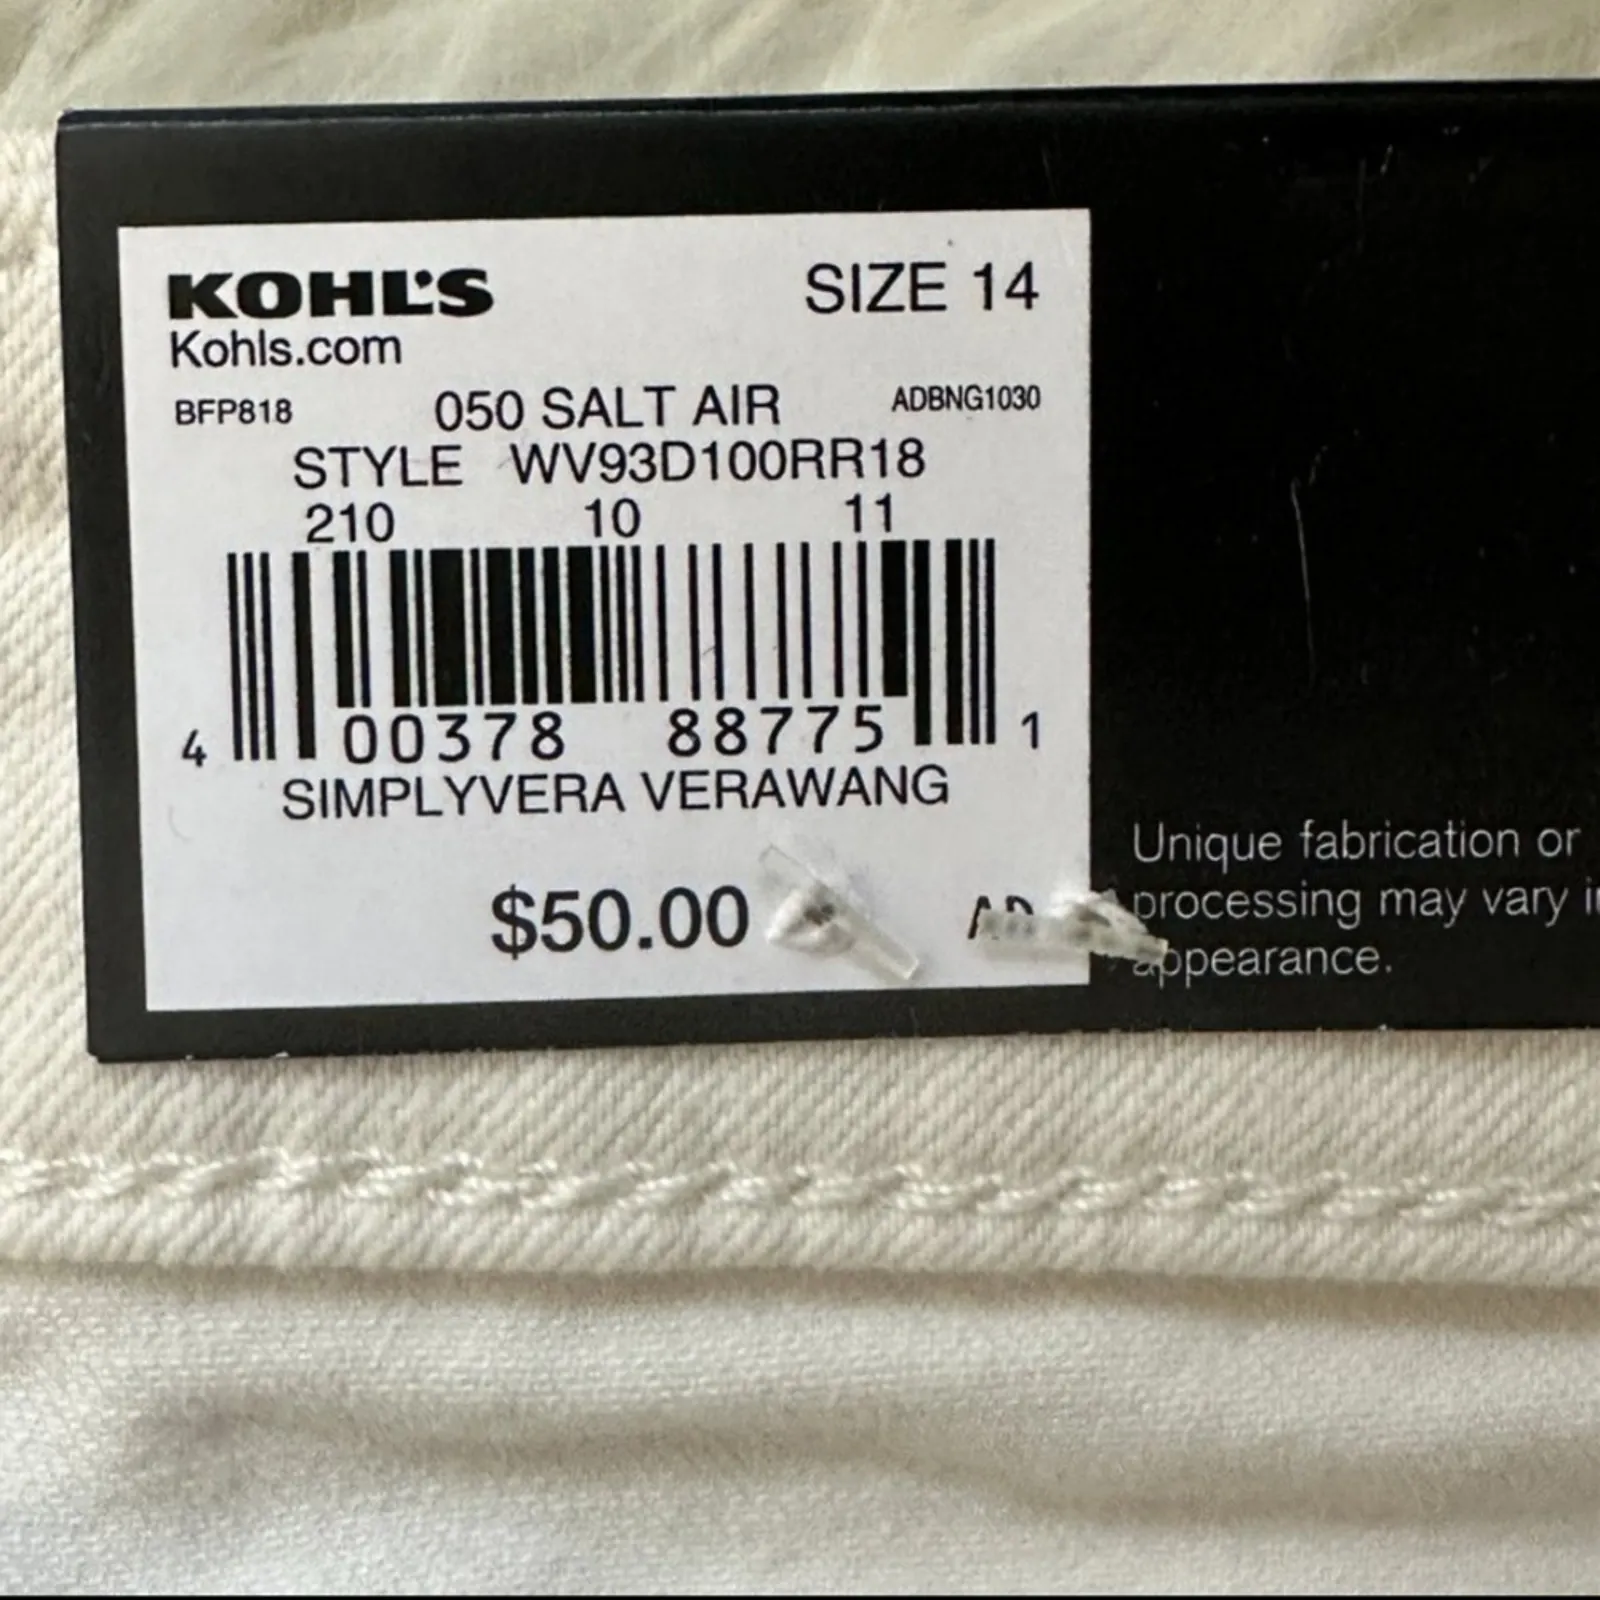 KOHL'S SIZE 14
Kohls.com
BFP818 050 SALT AIR ADBNG1030
STYLE WV93D100RR18
210 10 11
4 00378 88775 1
SIMPLYVERA VERAWANG
$50.00
Unique fabrication or
processing may vary
appearance.